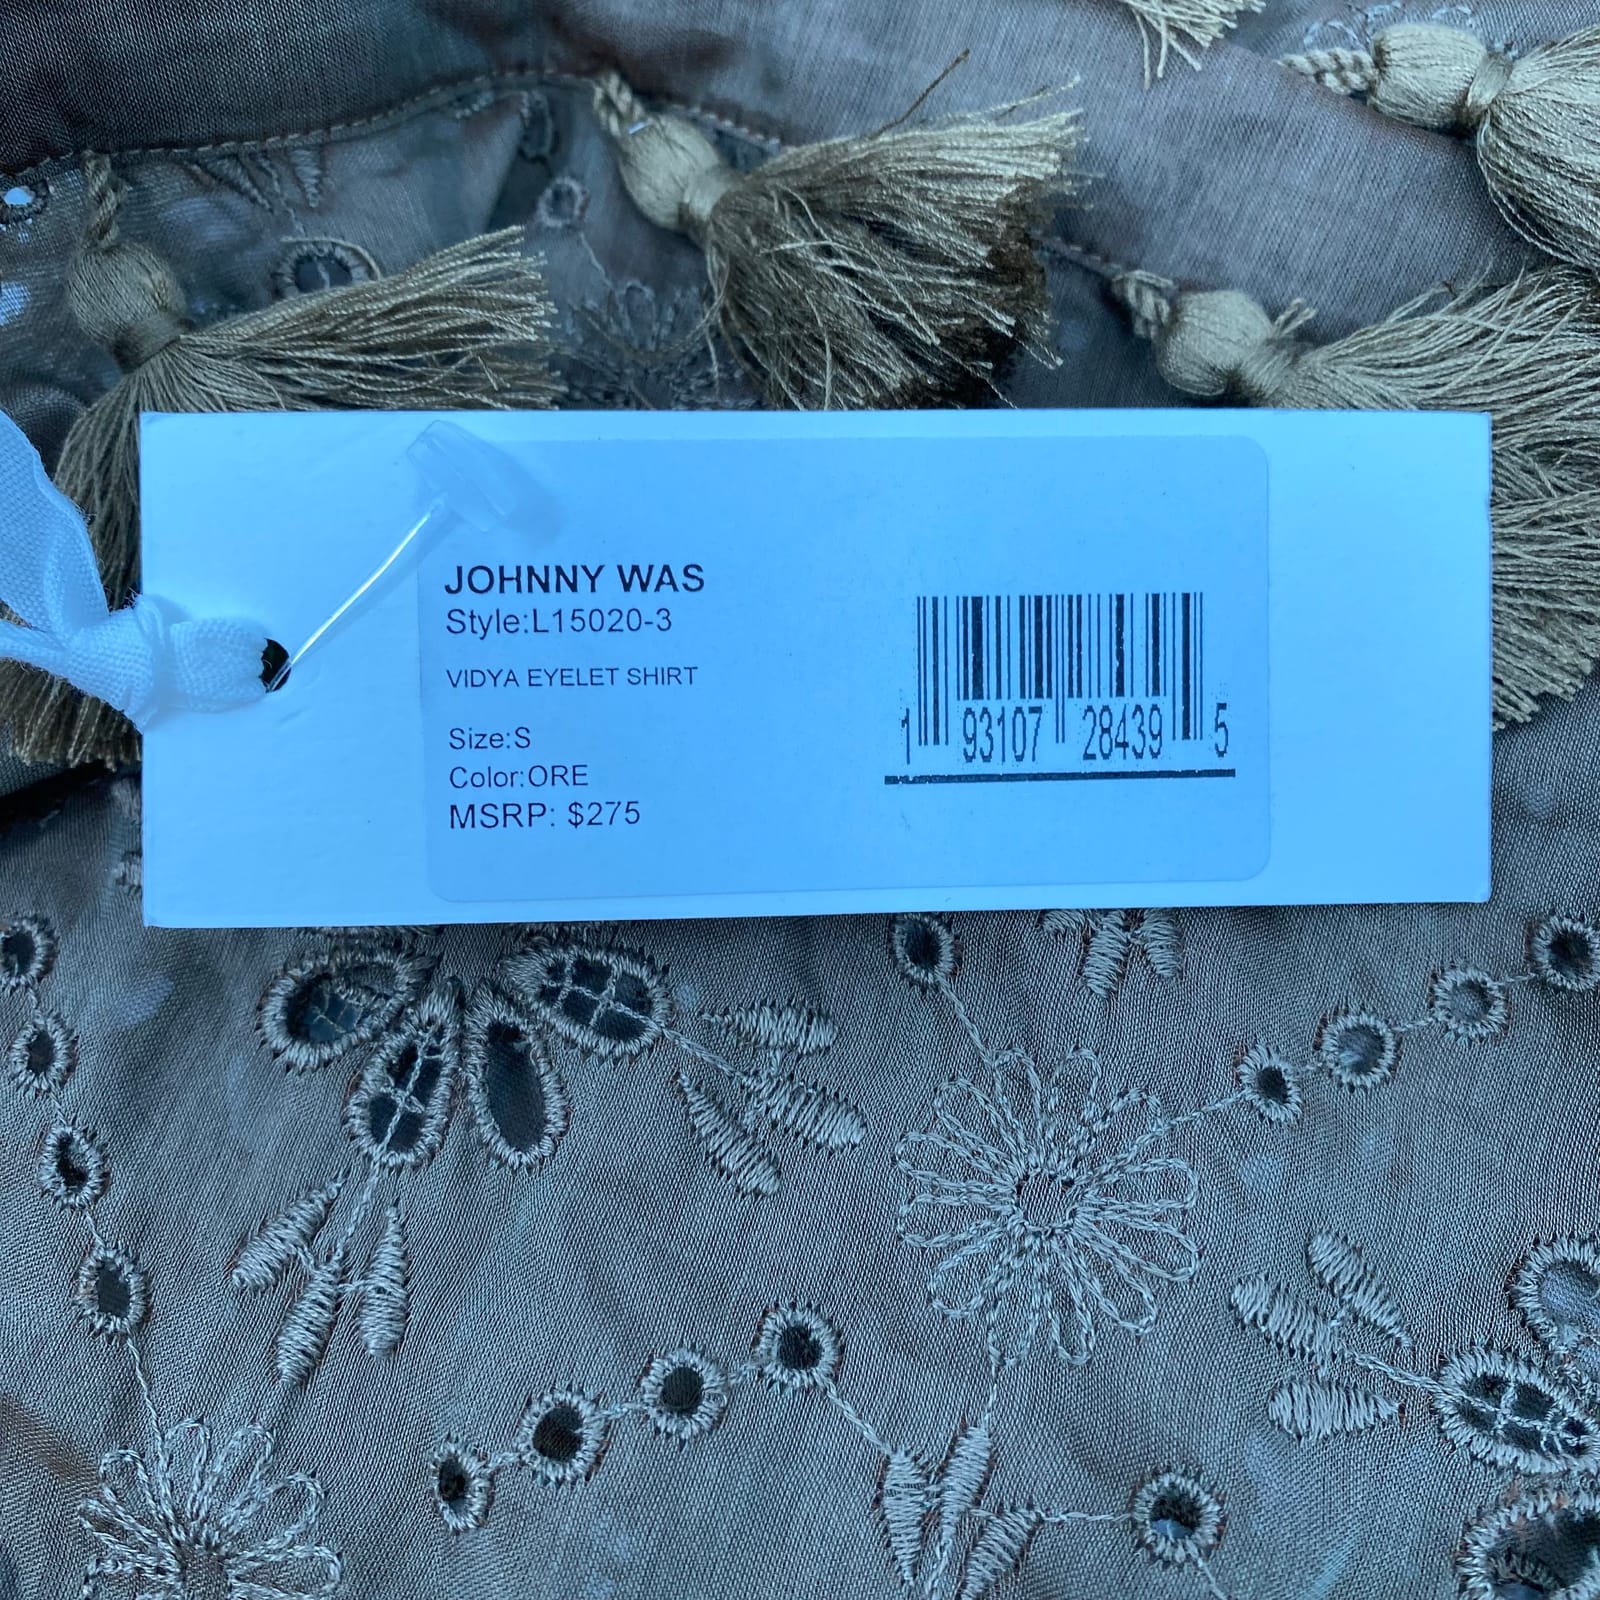 JOHNNY WAS
Style:L15020-3
VIDYA EYELET SHIRT
Size:S
Color:ORE
MSRP: $275
1 93107 28439 5